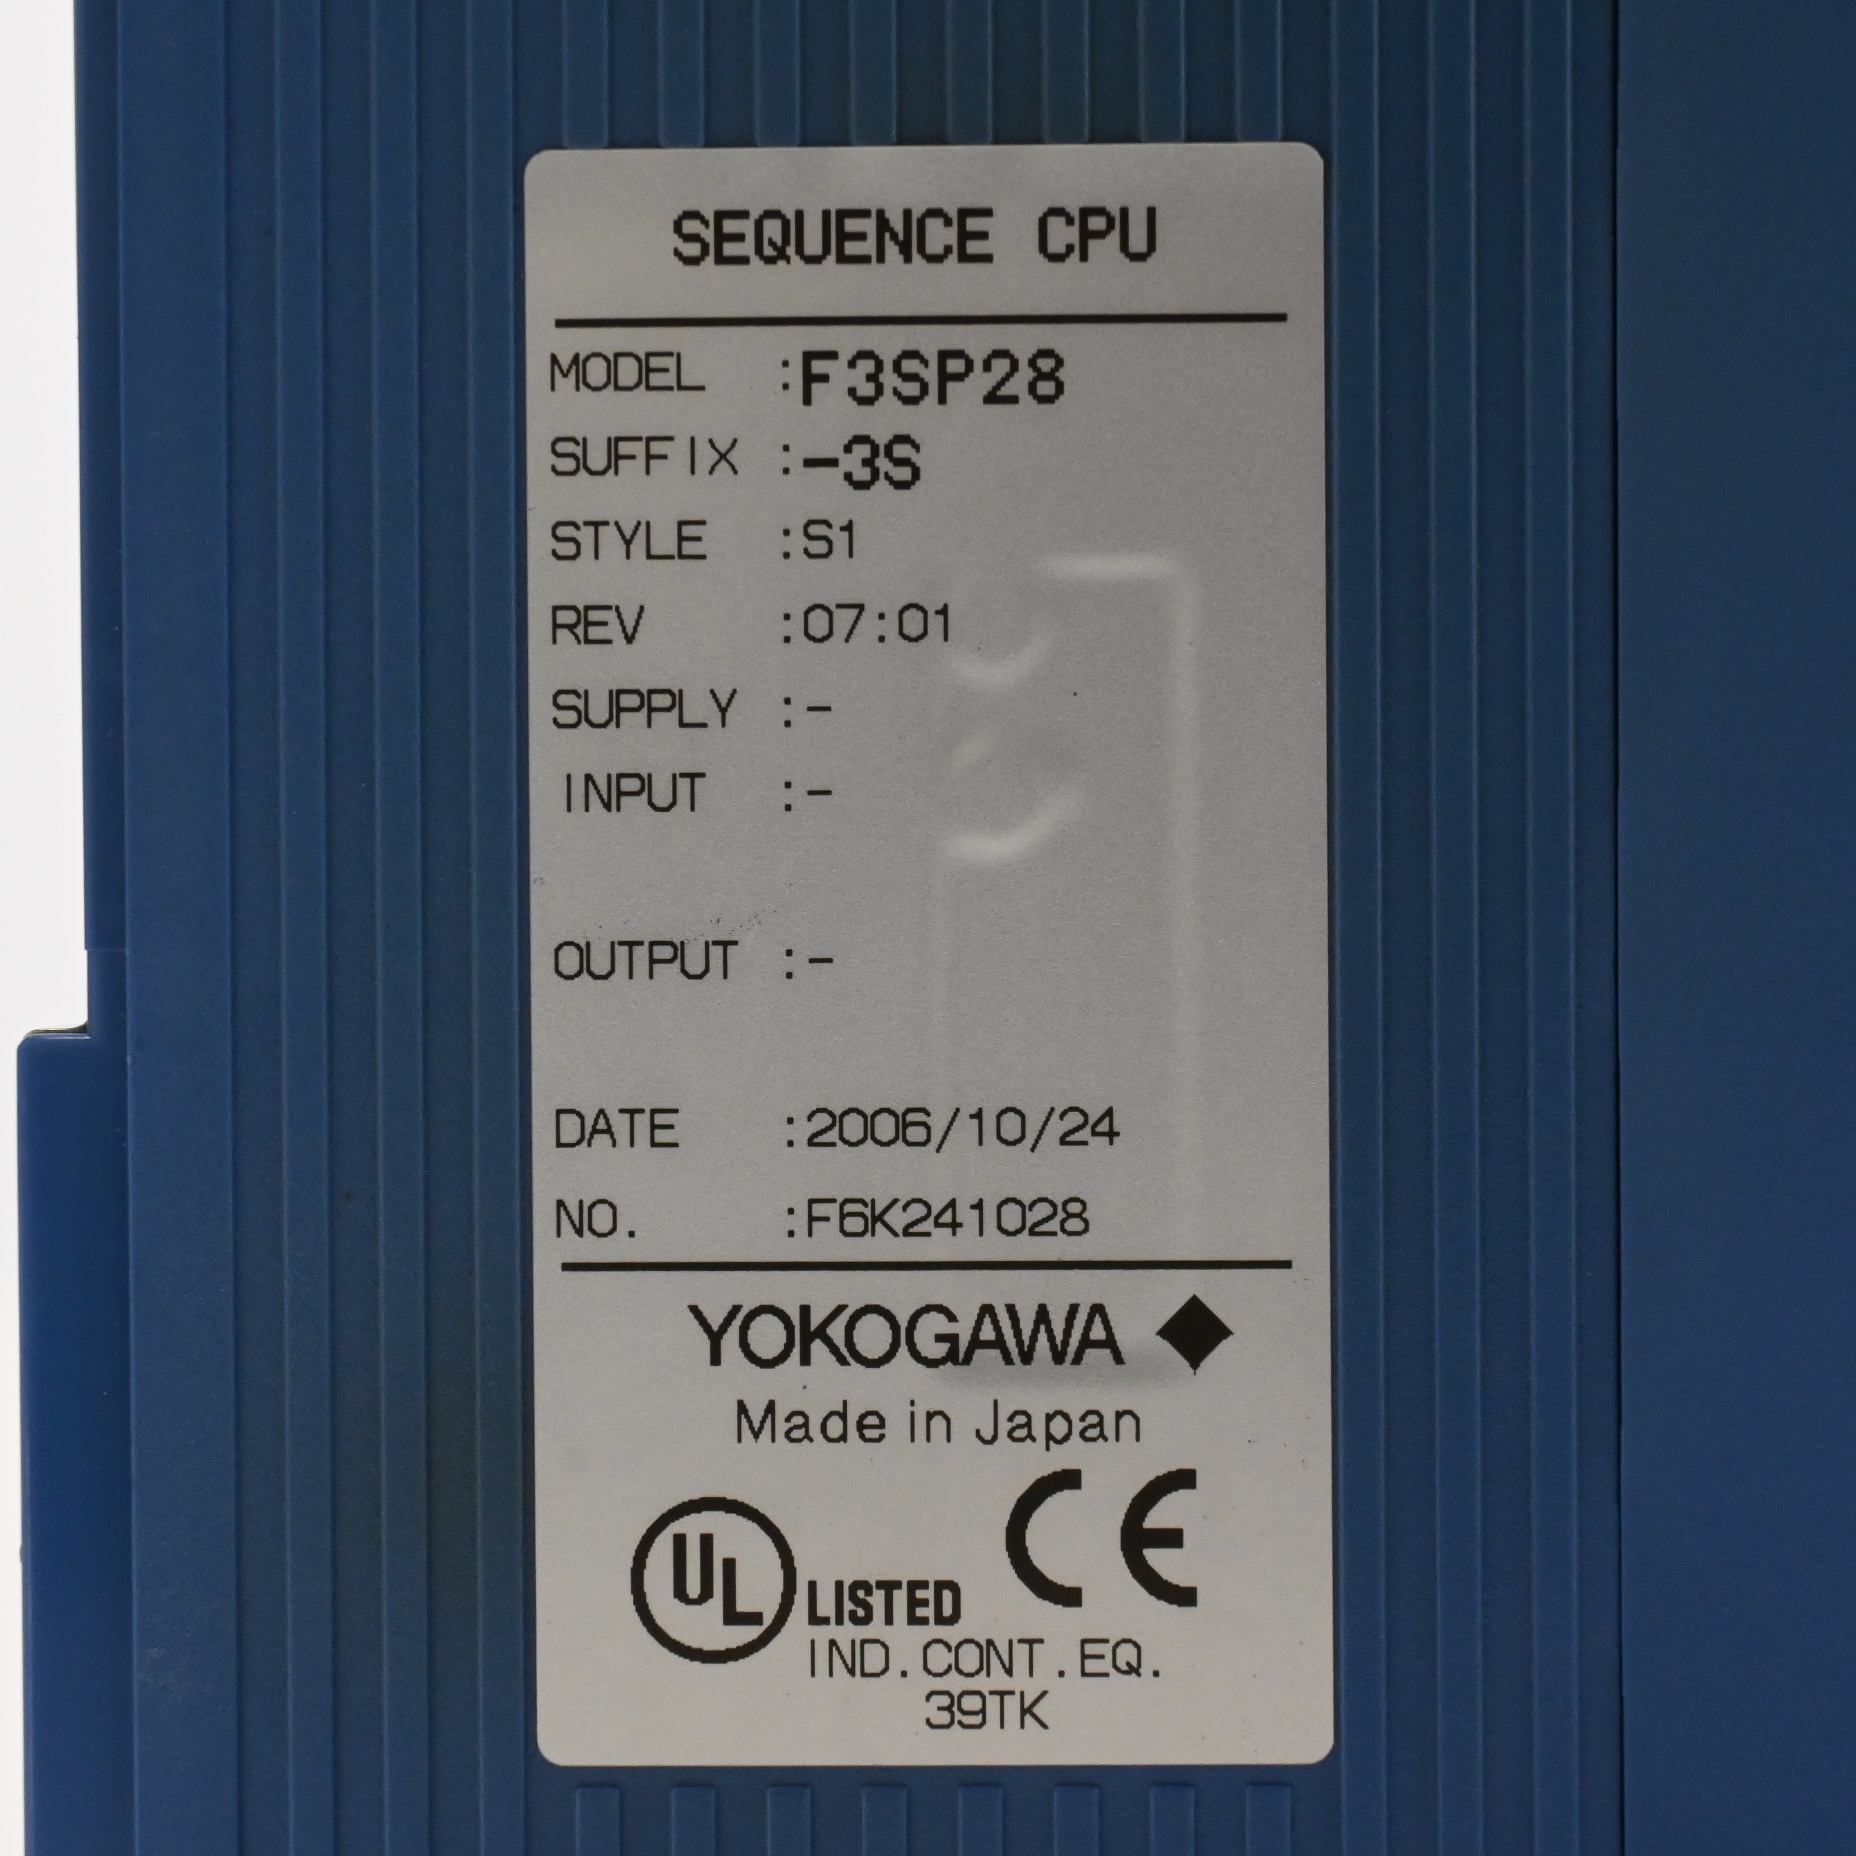 SEQUENCE CPU
MODEL :F3SP28
SUFFIX :-3S
STYLE :S1
REV :07:01
SUPPLY :-
INPUT :-
OUTPUT :-
DATE :2006/10/24
NO. :F6K241028
YOKOGAWA
Made in Japan
UL LISTED CE
IND.CONT.EQ.
39TK